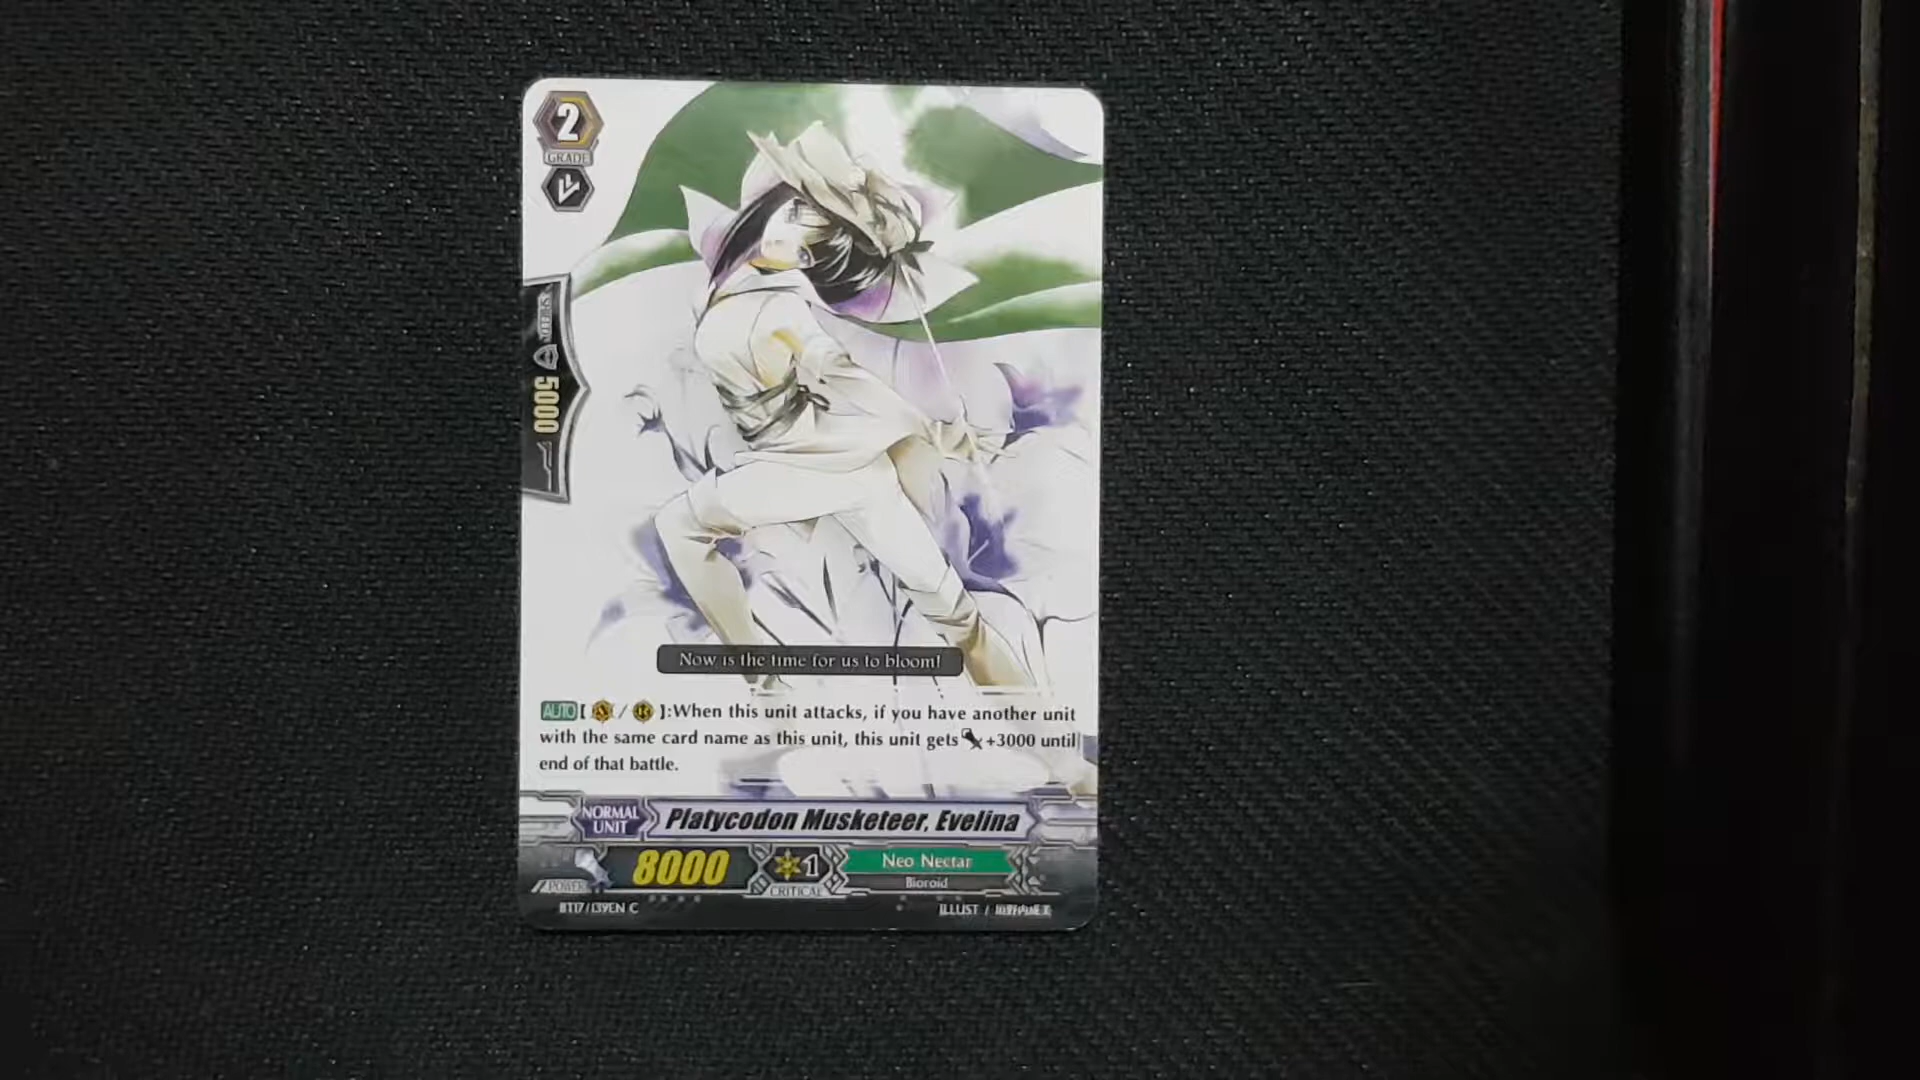 2
GRADE
SHIELD
5000
Now is the time for us to bloom!
AUTO [ V / R ]:When this unit attacks, if you have another unit
with the same card name as this unit, this unit gets +3000 until
end of that battle.
NORMAL
UNIT
Platycodon Musketeer, Evelina
POWER
8000
1
CRITICAL
Neo Nectar
Bioroid
BT17/139EN C
ILLUST /